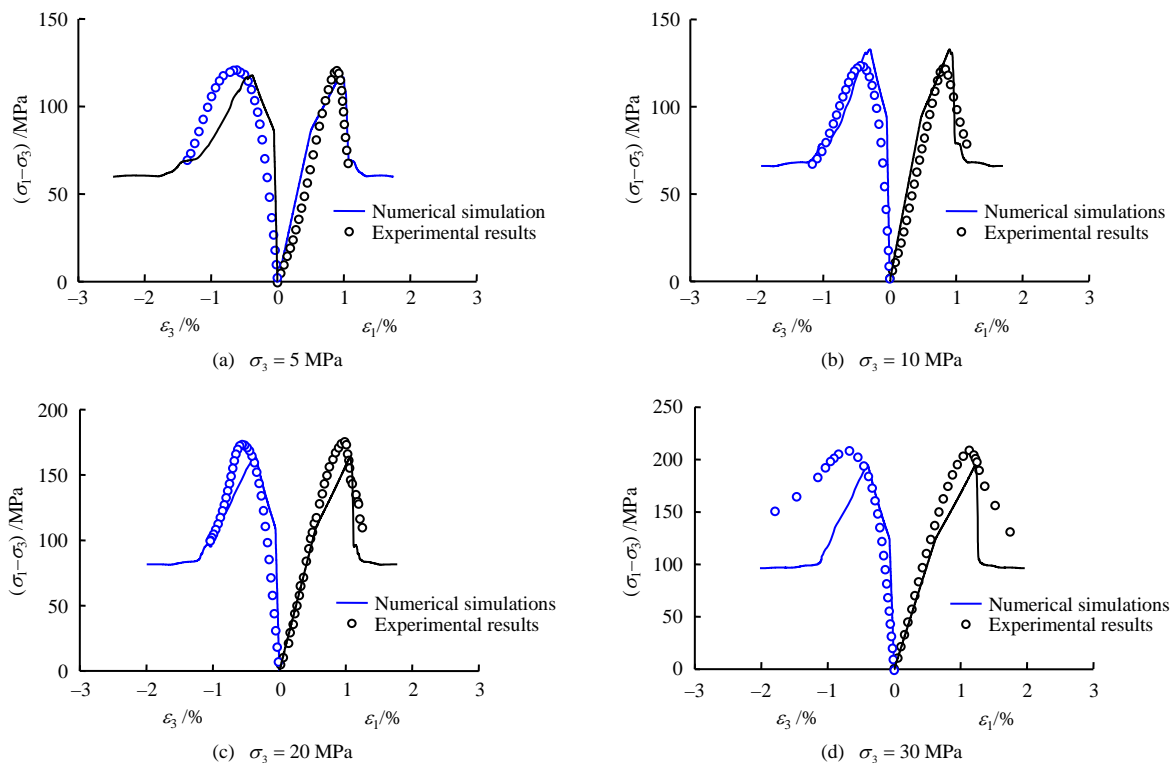 150
100
50
0
(σ1–σ3) /MPa
Numerical simulation
Experimental results
–3 –2 –1 0 1 2 3
ε3 /% ε1/%
(a) σ3 = 5 MPa
150
100
50
0
(σ1–σ3) /MPa
Numerical simulations
Experimental results
–3 –2 –1 0 1 2 3
ε3 /% ε1/%
(b) σ3 = 10 MPa
200
150
100
50
0
(σ1–σ3) /MPa
Numerical simulations
Experimental results
–3 –2 –1 0 1 2 3
ε3 /% ε1/%
(c) σ3 = 20 MPa
250
200
150
100
50
0
(σ1–σ3) /MPa
Numerical simulations
Experimental results
–3 –2 –1 0 1 2 3
ε3 /% ε1/%
(d) σ3 = 30 MPa